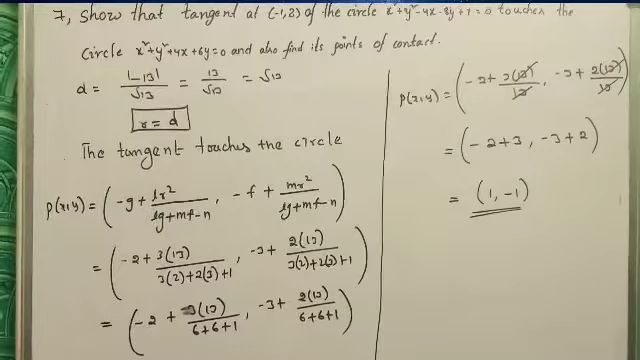 7, Show that tangent at (-1,2) of the circle x²+y²-4x-8y+7=0 touches the
Circle x²+y²+4x+6y=0 and also find its points of contact.
d = |-13| / √13 = 13 / √13 = √13
r = d
The tangent touches the circle
P(x,y) = ( -g + lr² / lg+mf-n , -f + mr² / lg+mf-n )
= ( -2 + 3(13) / 3(2)+2(3)+1 , -3 + 2(13) / 3(2)+2(3)+1 )
= ( -2 + 3(13) / 6+6+1 , -3 + 2(13) / 6+6+1 )
P(x,y) = ( -2 + 3(13) / 13 , -3 + 2(13) / 13 )
= ( -2+3 , -3+2 )
= (1, -1)